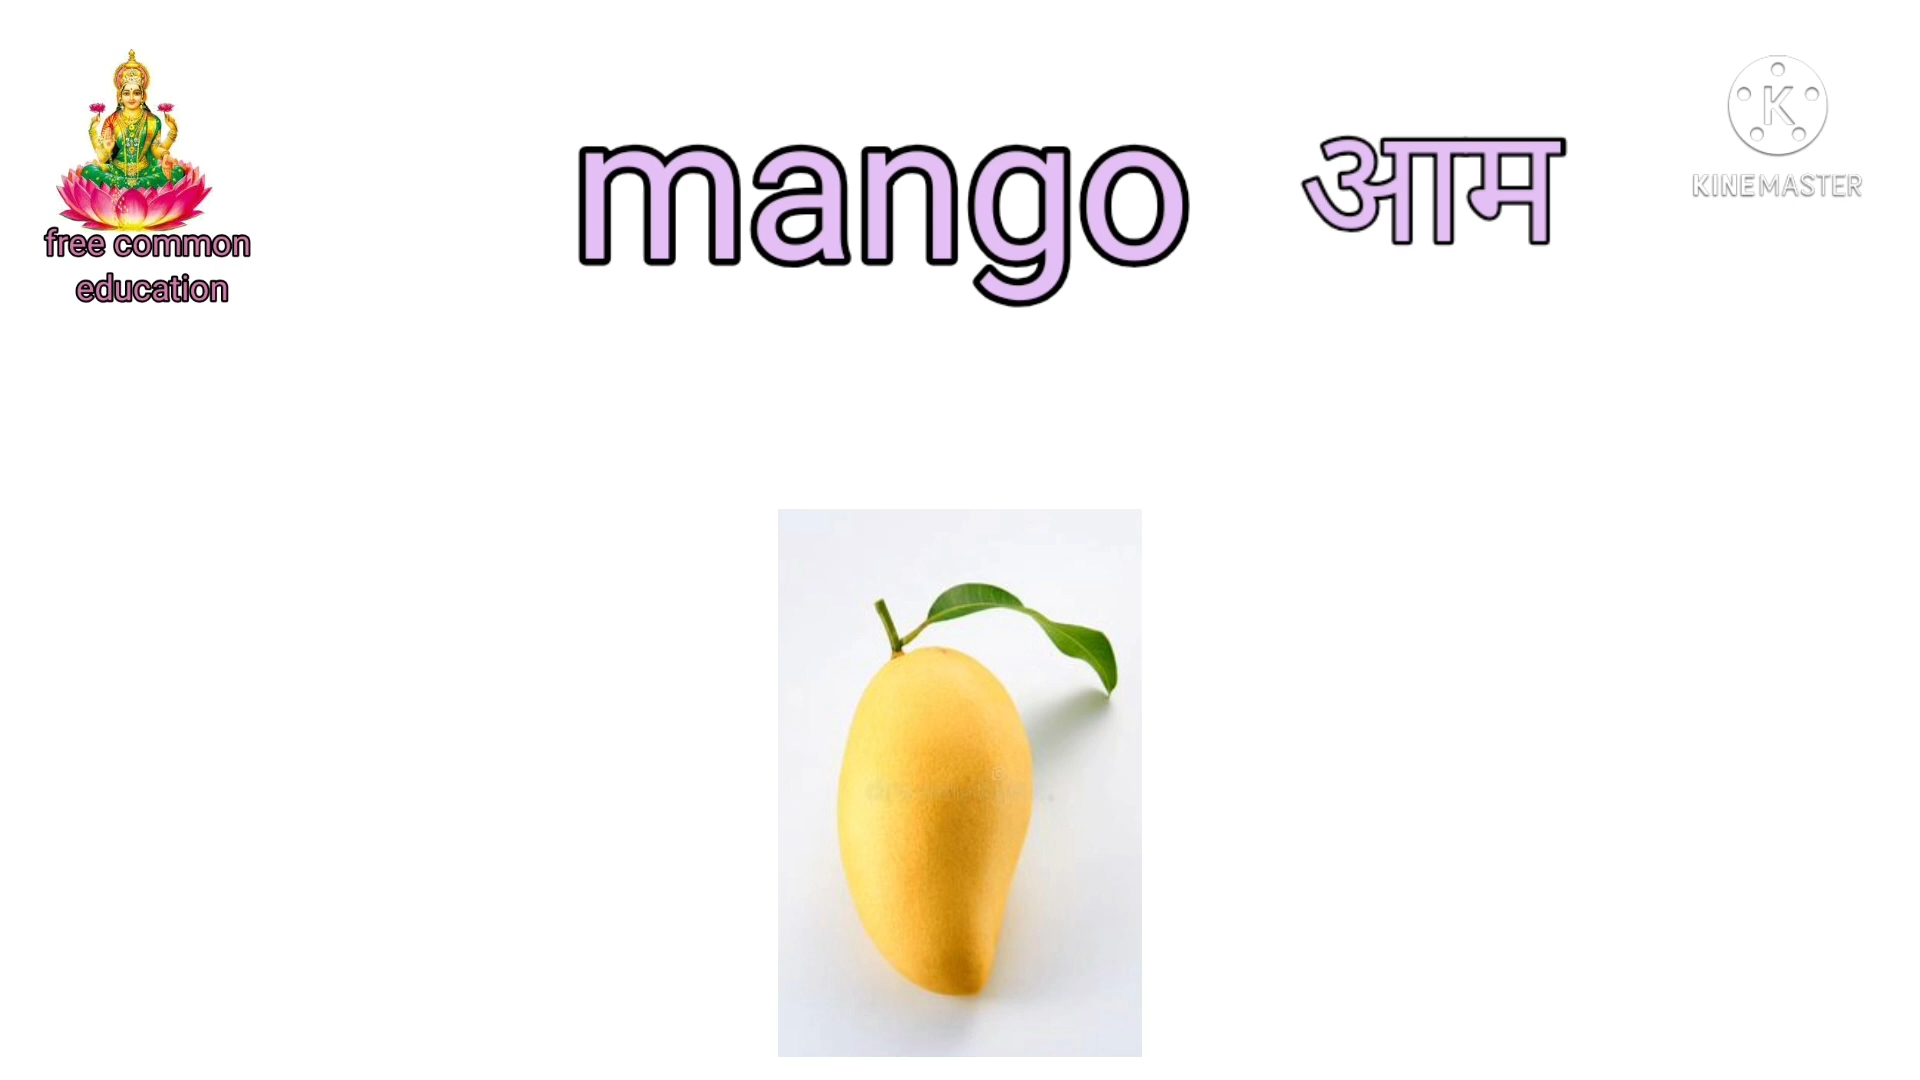 mango आम
free common
education
K
KINEMASTER